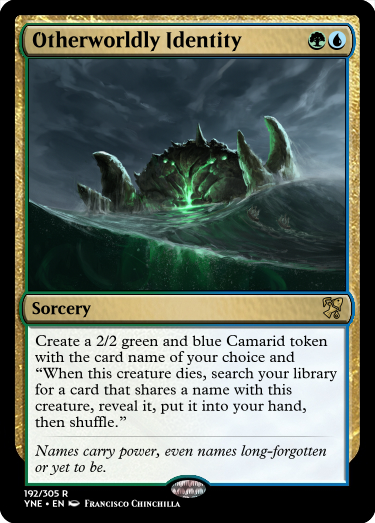 Otherworldly Identity
Sorcery
Create a 2/2 green and blue Camarid token
with the card name of your choice and
“When this creature dies, search your library
for a card that shares a name with this
creature, reveal it, put it into your hand,
then shuffle.”
Names carry power, even names long-forgotten
or yet to be.
192/305 R
YNE • EN Francisco Chinchilla